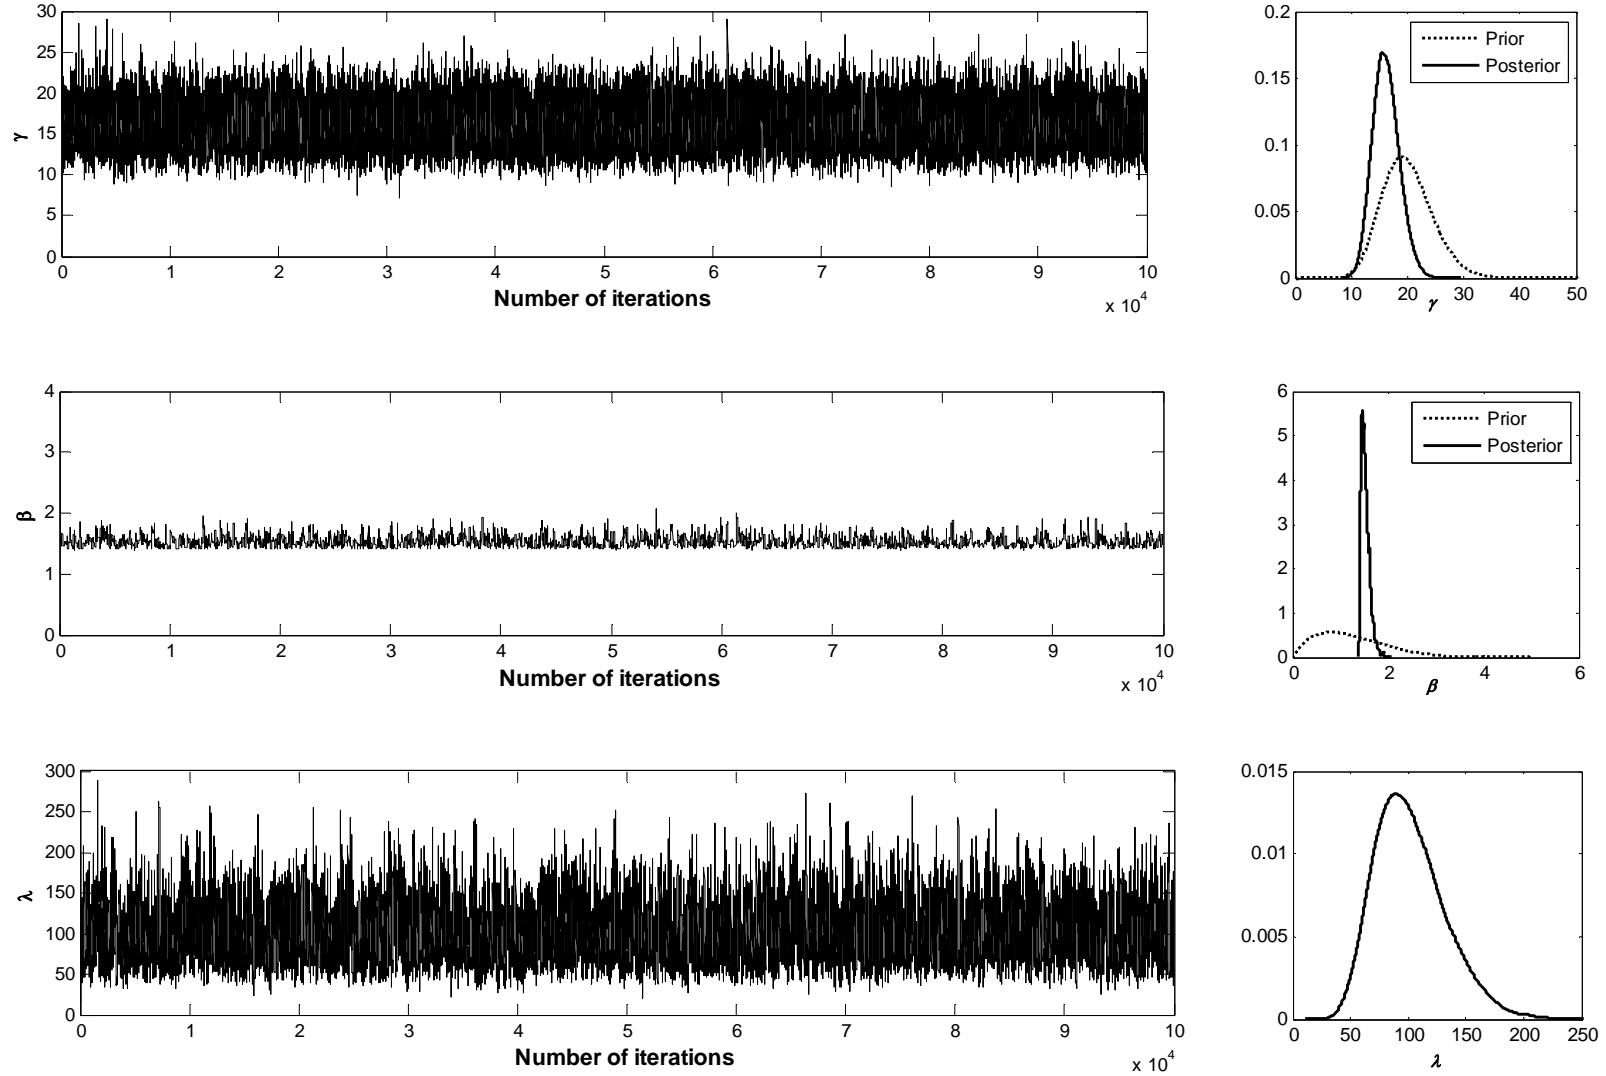 30
25
20
15
10
5
0
γ
0 1 2 3 4 5 6 7 8 9 10
Number of iterations
x 10^4
0.2
0.15
0.1
0.05
0
Prior
Posterior
0 10 20 30 40 50
γ
4
3
2
1
0
β
0 1 2 3 4 5 6 7 8 9 10
Number of iterations
x 10^4
6
5
4
3
2
1
0
Prior
Posterior
0 2 4 6
β
300
250
200
150
100
50
0
λ
0 1 2 3 4 5 6 7 8 9 10
Number of iterations
x 10^4
0.015
0.01
0.005
0
0 50 100 150 200 250
λ